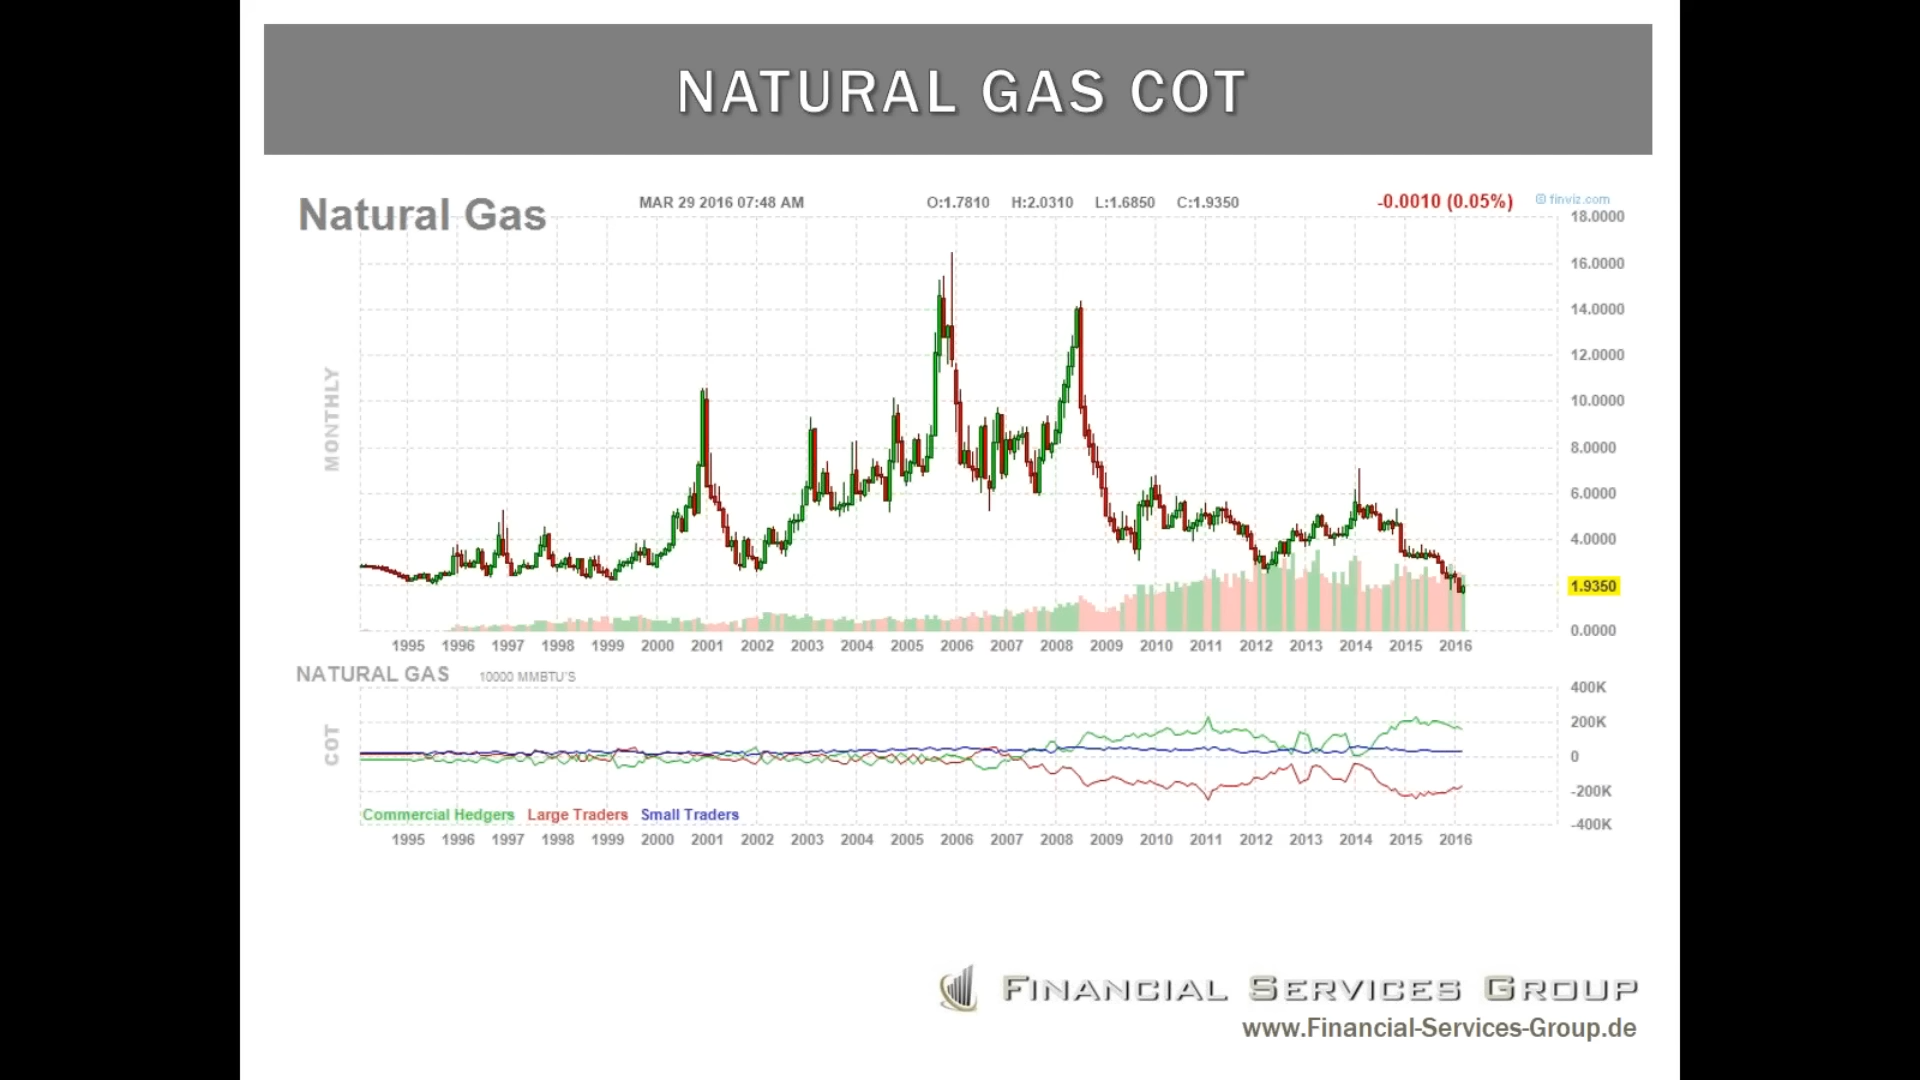 NATURAL GAS COT
Natural Gas
MAR 29 2016 07:48 AM
O:1.7810 H:2.0310 L:1.6850 C:1.9350
-0.0010 (0.05%)
© finviz.com
MONTHLY
18.0000
16.0000
14.0000
12.0000
10.0000
8.0000
6.0000
4.0000
1.9350
0.0000
1995 1996 1997 1998 1999 2000 2001 2002 2003 2004 2005 2006 2007 2008 2009 2010 2011 2012 2013 2014 2015 2016
NATURAL GAS 10000 MMBTU'S
COT
400K
200K
0
-200K
-400K
Commercial Hedgers Large Traders Small Traders
1995 1996 1997 1998 1999 2000 2001 2002 2003 2004 2005 2006 2007 2008 2009 2010 2011 2012 2013 2014 2015 2016
FINANCIAL SERVICES GROUP
www.Financial-Services-Group.de